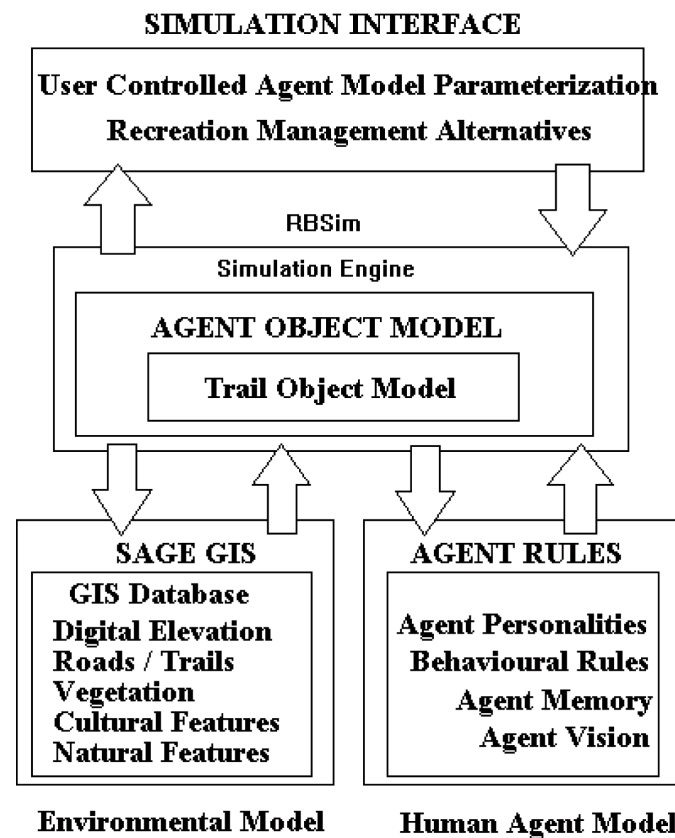 SIMULATION INTERFACE
User Controlled Agent Model Parameterization
Recreation Management Alternatives
RBSim
Simulation Engine
AGENT OBJECT MODEL
Trail Object Model
SAGE GIS
GIS Database
Digital Elevation
Roads / Trails
Vegetation
Cultural Features
Natural Features
Environmental Model
AGENT RULES
Agent Personalities
Behavioural Rules
Agent Memory
Agent Vision
Human Agent Model